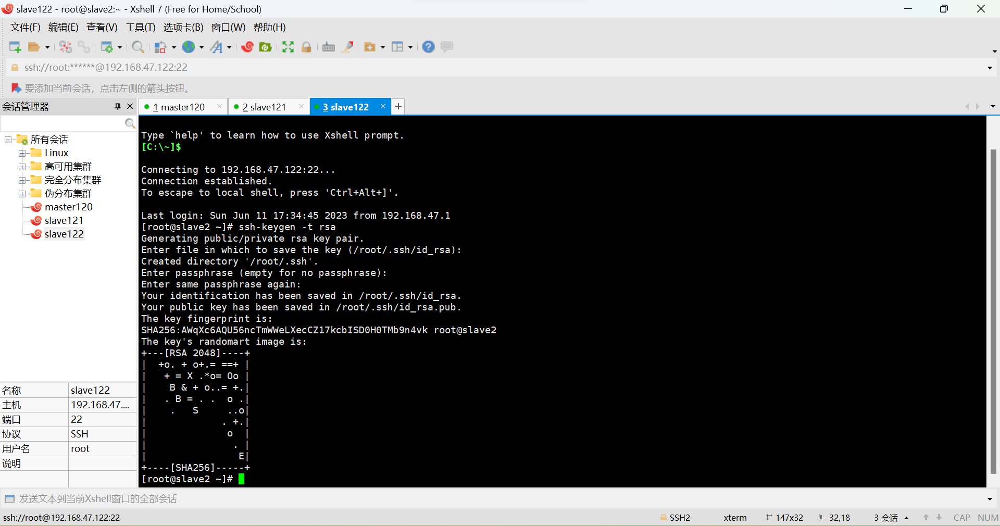 slave122 - root@slave2:~ - Xshell 7 (Free for Home/School)
文件(F) 编辑(E) 查看(V) 工具(T) 选项卡(B) 窗口(W) 帮助(H)
ssh://root:******@192.168.47.122:22
要添加当前会话，点击左侧的箭头按钮。
会话管理器
1 master120
2 slave121
3 slave122
所有会话
Linux
高可用集群
完全分布集群
伪分布集群
master120
slave121
slave122
名称 slave122
主机 192.168.47....
端口 22
协议 SSH
用户名 root
说明
Type `help' to learn how to use Xshell prompt.
[C:\~]$
Connecting to 192.168.47.122:22...
Connection established.
To escape to local shell, press 'Ctrl+Alt+]'.
Last login: Sun Jun 11 17:34:45 2023 from 192.168.47.1
[root@slave2 ~]# ssh-keygen -t rsa
Generating public/private rsa key pair.
Enter file in which to save the key (/root/.ssh/id_rsa):
Created directory '/root/.ssh'.
Enter passphrase (empty for no passphrase):
Enter same passphrase again:
Your identification has been saved in /root/.ssh/id_rsa.
Your public key has been saved in /root/.ssh/id_rsa.pub.
The key fingerprint is:
SHA256:AWqXc6AQU56ncTmWWeLXecCZ17kcbISD0H0TMb9n4vk root@slave2
The key's randomart image is:
+---[RSA 2048]----+
|  +o. + o+.= ==+ |
|   + = X .*o= Oo |
|    B & + o..= +.|
|   . B = . .  o .|
|    .   S     ..o|
|             . +.|
|              o  |
|               . |
|                E|
+----[SHA256]-----+
[root@slave2 ~]#
发送文本到当前Xshell窗口的全部会话
ssh://root@192.168.47.122:22 SSH2 xterm 147x32 32,18 3 会话 CAP NUM